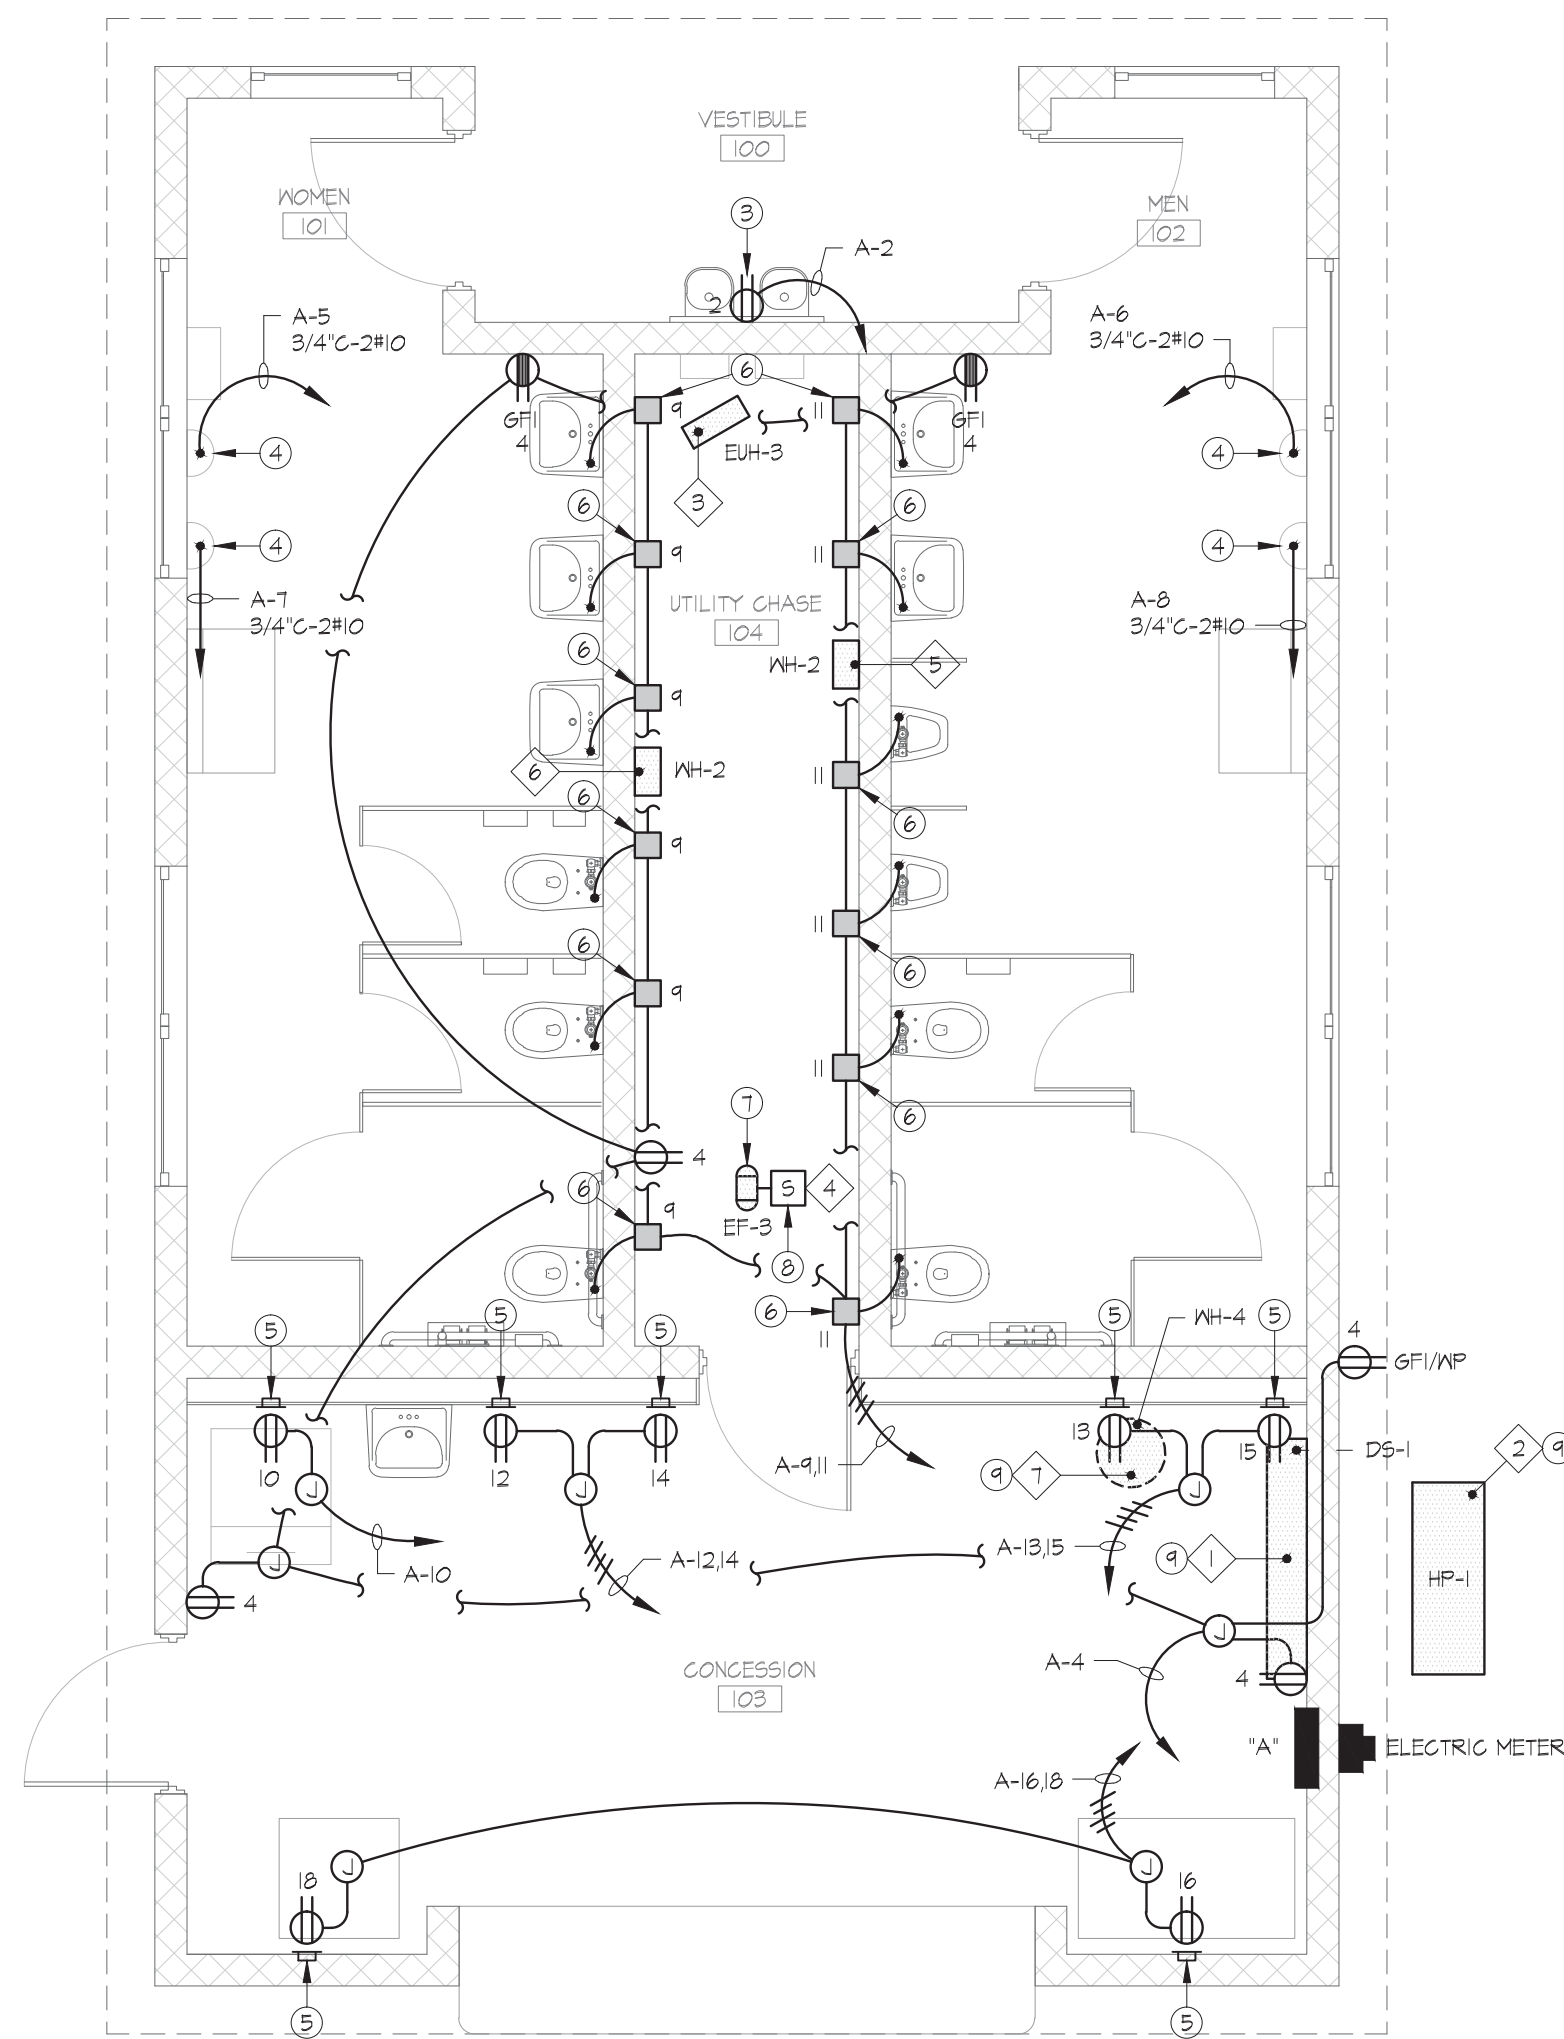 VESTIBULE
100
WOMEN
101
MEN
102
3
A-2
2
A-5
3/4"C-2#10
A-6
3/4"C-2#10
6
9
11
GFI
4
GFI
4
EUH-3
3
4
4
4
4
6
6
9
11
A-7
3/4"C-2#10
UTILITY CHASE
104
A-8
3/4"C-2#10
6
9
WH-2
5
6
WH-2
11
6
9
6
11
6
9
6
11
6
7
4
6
9
S
4
EF-3
8
6
11
5
5
5
5
WH-4
5
4
GFI/WP
10
12
14
13
15
DS-1
2
9
A-9,11
9
7
J
J
J
A-10
A-12,14
A-13,15
9
1
HP-1
J
4
J
A-4
4
CONCESSION
103
"A"
ELECTRIC METER
A-16,18
J
J
18
16
5
5